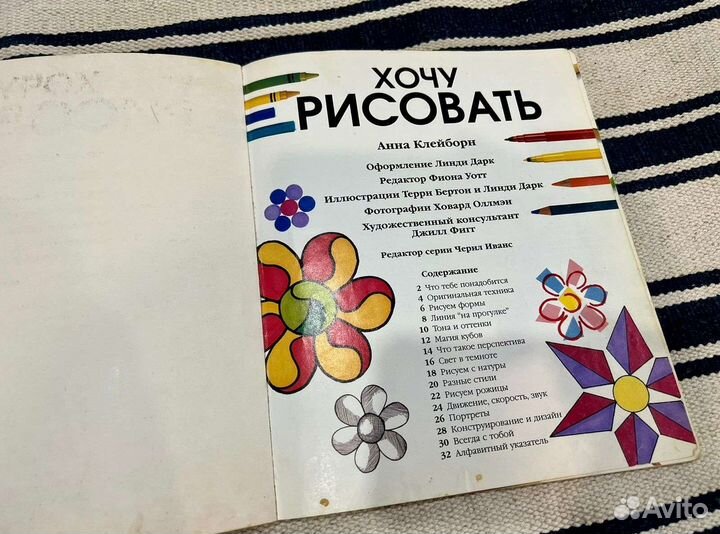 ХОЧУ
РИСОВАТЬ
Анна Клейборн
Оформление Линди Дарк
Редактор Фиона Уотт
Иллюстрации Терри Бертон и Линди Дарк
Фотографии Ховард Оллмэн
Художественный консультант
Джилл Фигг
Редактор серии Черил Иванс
Содержание
2 Что тебе понадобится
4 Оригинальная техника
6 Рисуем формы
8 Линия "на прогулке"
10 Тона и оттенки
12 Магия кубов
14 Что такое перспектива
16 Свет в темноте
18 Рисуем с натуры
20 Разные стили
22 Рисуем рожицы
24 Движение, скорость, звук
26 Портреты
28 Конструирование и дизайн
30 Всегда с тобой
32 Алфавитный указатель
Avito